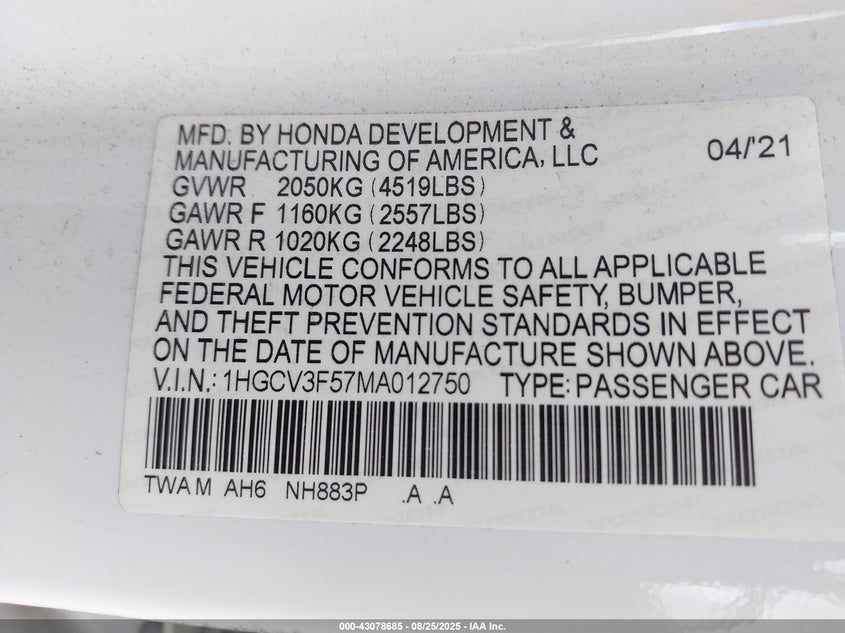 MFD. BY HONDA DEVELOPMENT &
MANUFACTURING OF AMERICA, LLC 04/'21
GVWR 2050KG (4519LBS)
GAWR F 1160KG (2557LBS)
GAWR R 1020KG (2248LBS)
THIS VEHICLE CONFORMS TO ALL APPLICABLE
FEDERAL MOTOR VEHICLE SAFETY, BUMPER,
AND THEFT PREVENTION STANDARDS IN EFFECT
ON THE DATE OF MANUFACTURE SHOWN ABOVE.
V.I.N.: 1HGCV3F57MA012750 TYPE: PASSENGER CAR
TWA M AH6 NH883P .A .A
000-43078685 - 08/25/2025 - IAA Inc.